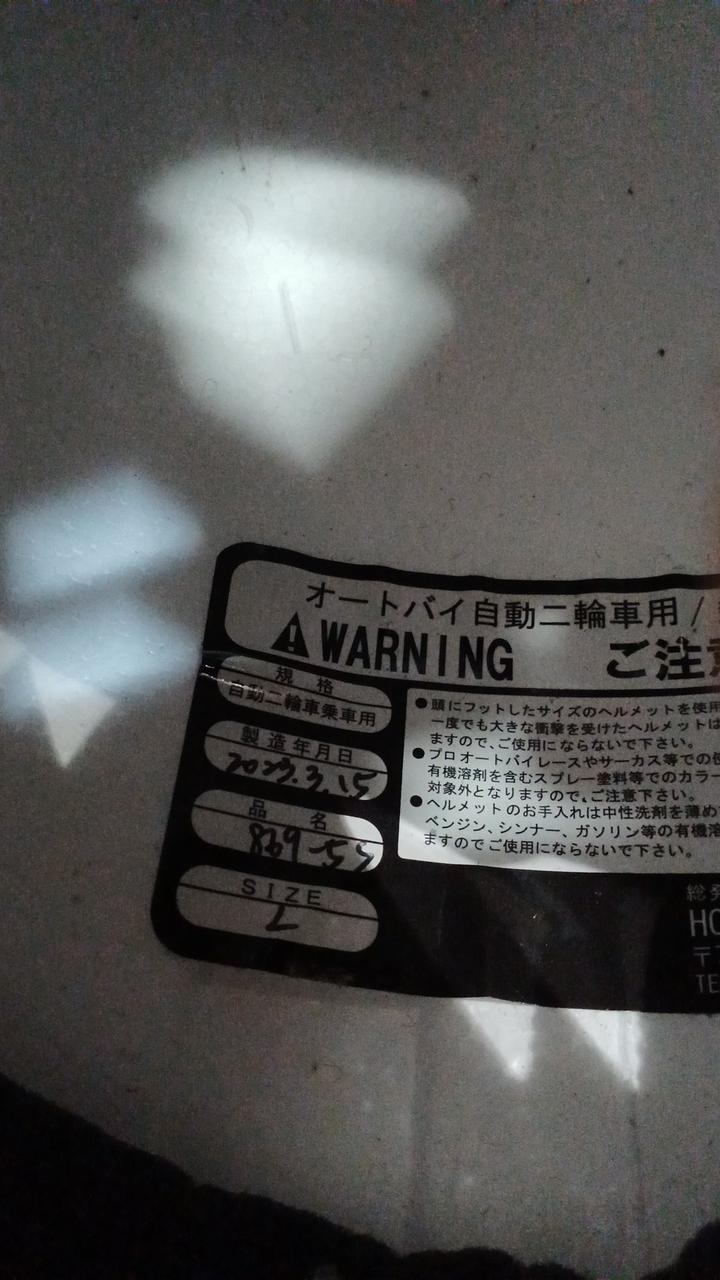 オートバイ自動二輪車用/
WARNING ご注意
規格
自動二輪車乗車用
製造年月日
2023.3.15
品名
869-55
SIZE
L
●頭にフットしたサイズのヘルメットを使用
一度でも大きな衝撃を受けたヘルメットは
ますので、ご使用にならないで下さい。
●プロオートバイレースやサーカス等での使
有機溶剤を含むスプレー塗料等でのカラー
対象外となりますので、ご注意下さい。
●ヘルメットのお手入れは中性洗剤を薄め
ベンジン、シンナー、ガソリン等の有機溶
ますのでご使用にならないで下さい。
総発
HO
〒
TE